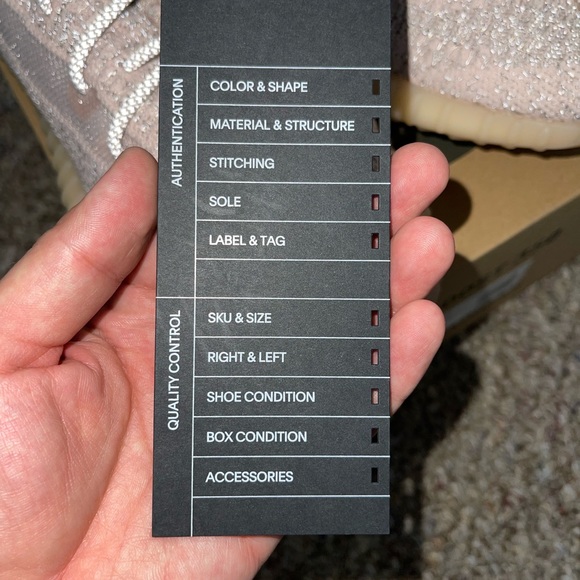 AUTHENTICATION
COLOR & SHAPE
MATERIAL & STRUCTURE
STITCHING
SOLE
LABEL & TAG
QUALITY CONTROL
SKU & SIZE
RIGHT & LEFT
SHOE CONDITION
BOX CONDITION
ACCESSORIES